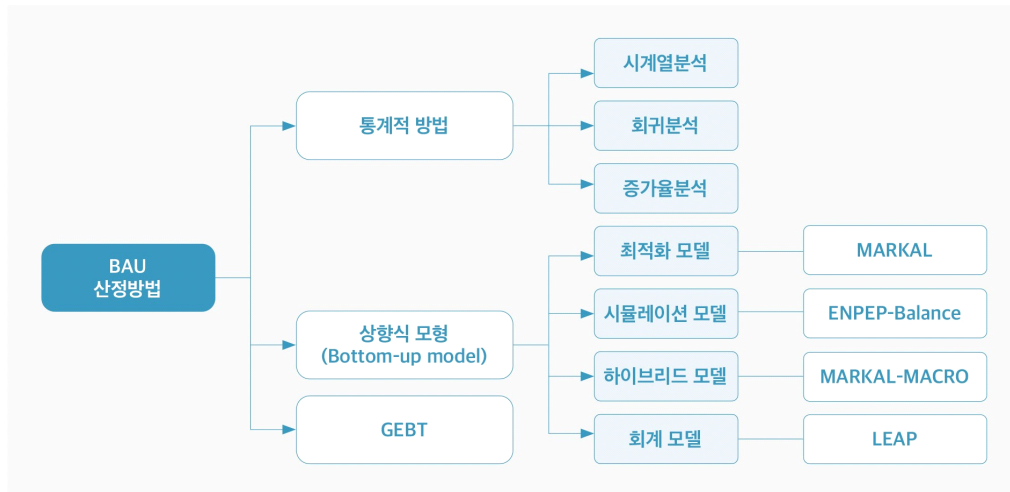 BAU
산정방법
통계적 방법
시계열분석
회귀분석
증가율분석
상향식 모형
(Bottom-up model)
최적화 모델
MARKAL
시뮬레이션 모델
ENPEP-Balance
하이브리드 모델
MARKAL-MACRO
회계 모델
LEAP
GEBT